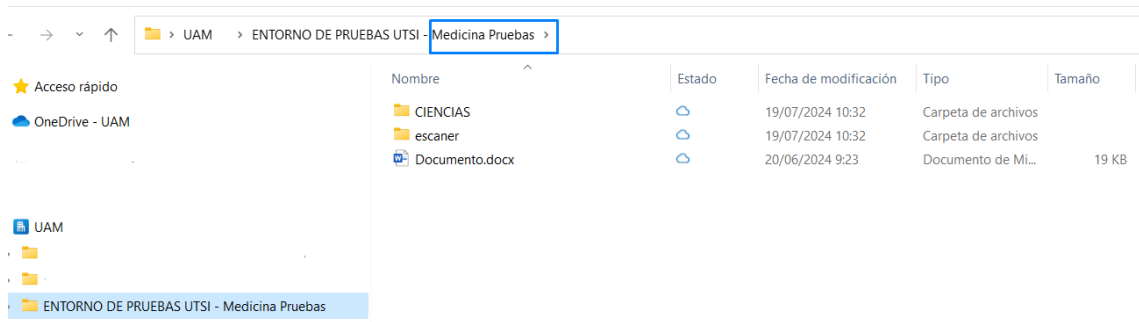 UAM > ENTORNO DE PRUEBAS UTSI - Medicina Pruebas >
Acceso rápido
OneDrive - UAM
UAM
ENTORNO DE PRUEBAS UTSI - Medicina Pruebas
Nombre Estado Fecha de modificación Tipo Tamaño
CIENCIAS 19/07/2024 10:32 Carpeta de archivos
escaner 19/07/2024 10:32 Carpeta de archivos
Documento.docx 20/06/2024 9:23 Documento de Mi... 19 KB